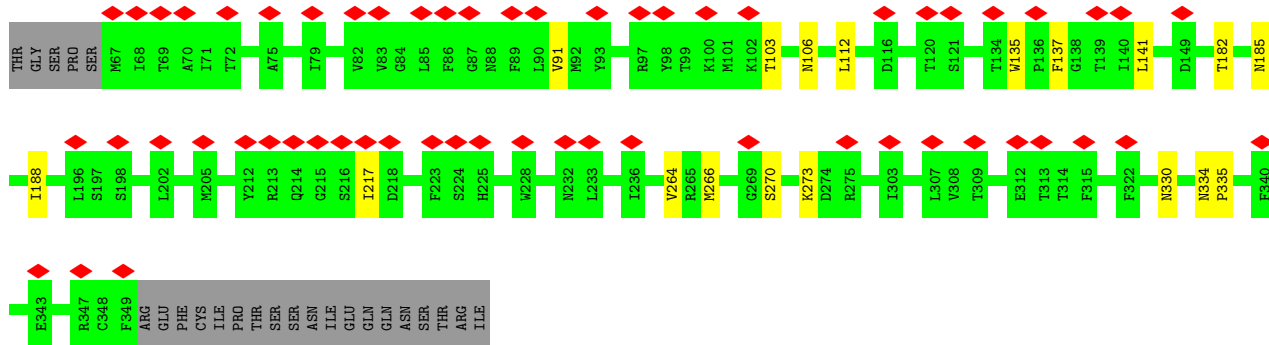 THR GLY SER PRO SER M67 I68 T69 A70 I71 T72 A75 I79 V82 V83 G84 L85 F86 G87 N88 F89 L90 V91 M92 Y93 R97 Y98 T99 K100 M101 K102 T103 N106 L112 D116 T120 S121 T134 W135 P136 F137 G138 T139 I140 L141 D149 T182 N185
I188 L196 S197 S198 L202 M205 Y212 R213 Q214 G215 S216 I217 D218 F223 S224 H225 W228 N232 L233 I236 V264 R265 M266 G269 S270 K273 D274 R275 I303 L307 V308 T309 E312 T313 T314 F315 F322 N330 N334 P335 F340
E343 R347 C348 F349 ARG GLU PHE CYS ILE PRO THR SER SER ASN ILE GLU GLN GLN ASN SER THR ARG ILE